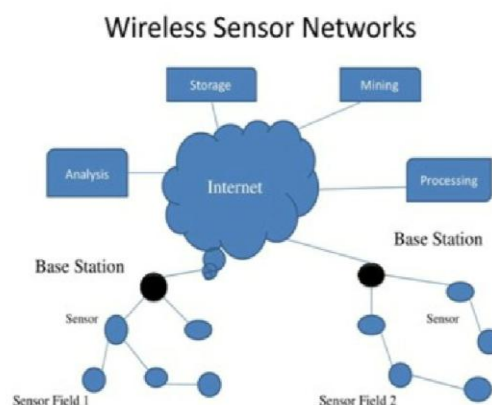 Wireless Sensor Networks
Storage
Mining
Analysis
Internet
Processing
Base Station
Base Station
Sensor
Sensor
Sensor Field 1
Sensor Field 2